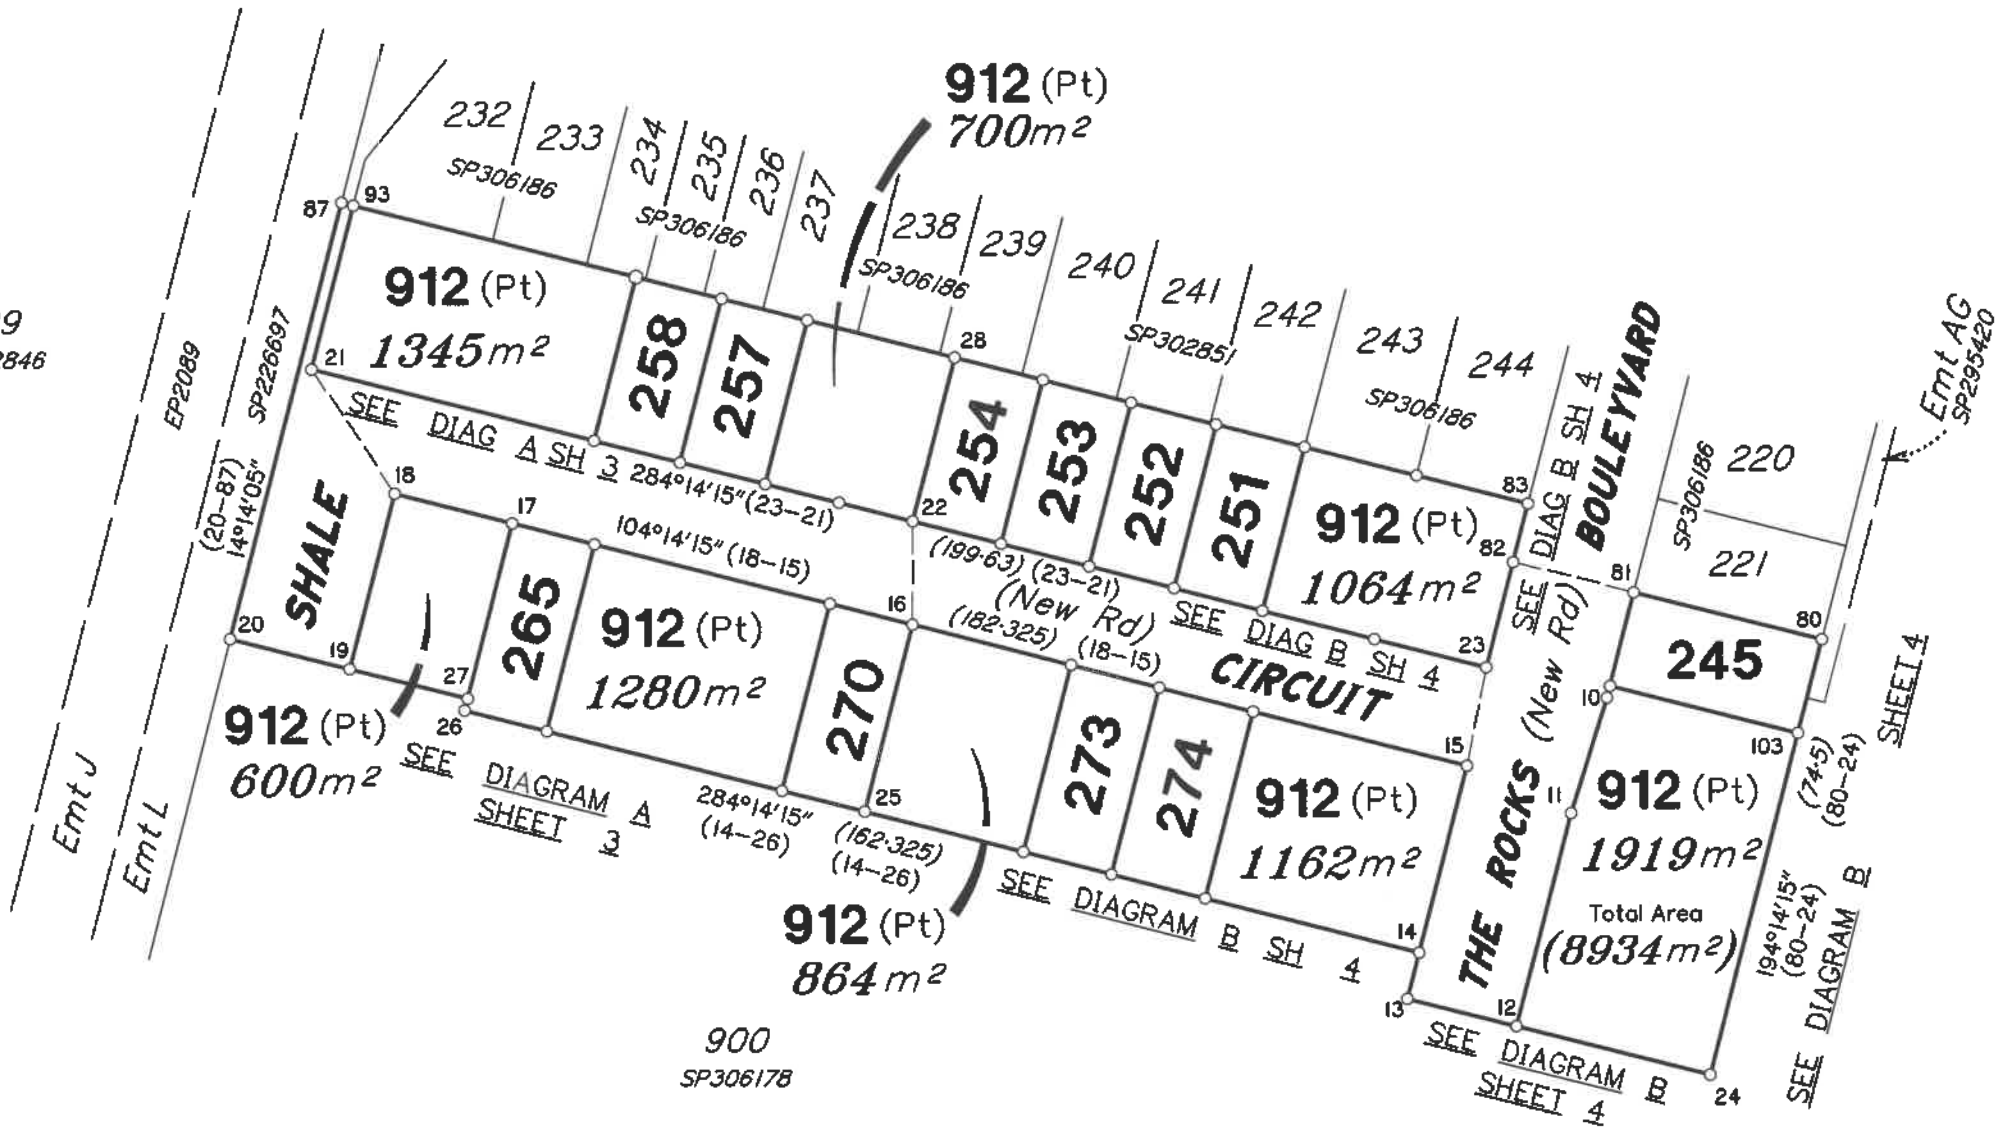 912 (Pt)
700m²
232
233
SP306186
234
235
236
237
SP306186
238
239
SP306186
240
241
242
SP302851
243
244
SP306186
87
93
912 (Pt)
1345m²
258
257
28
254
253
252
251
912 (Pt)
1064m²
83
82
21
22
23
9
2846
EP2089
SP226697
(20–87)
14°14'05"
SEE DIAG A SH 3
284°14'15" (23–21)
(199·63) (23–21)
(New Rd)
SEE DIAG B SH 4
SHALE
CIRCUIT
SEE DIAG B SH 4
THE ROCKS (New Rd) BOULEYVARD
SP306186
220
221
Emt AG
SP295420
81
80
245
10
103
18
17
104°14'15" (18–15)
16
(182·325) (18–15)
15
20
19
27
26
265
912 (Pt)
1280m²
270
25
273
274
912 (Pt)
1162m²
14
13
11
12
24
912 (Pt)
1919m²
Total Area
(8934m²)
(74·5)
(80–24)
SHEET 4
194°14'15"
(80–24)
SEE DIAGRAM B
912 (Pt)
600m²
SEE DIAGRAM A
SHEET 3
284°14'15"
(14–26)
(162·325)
(14–26)
912 (Pt)
864m²
SEE DIAGRAM B SH 4
SEE DIAGRAM B
SHEET 4
Emt J
Emt L
900
SP306178